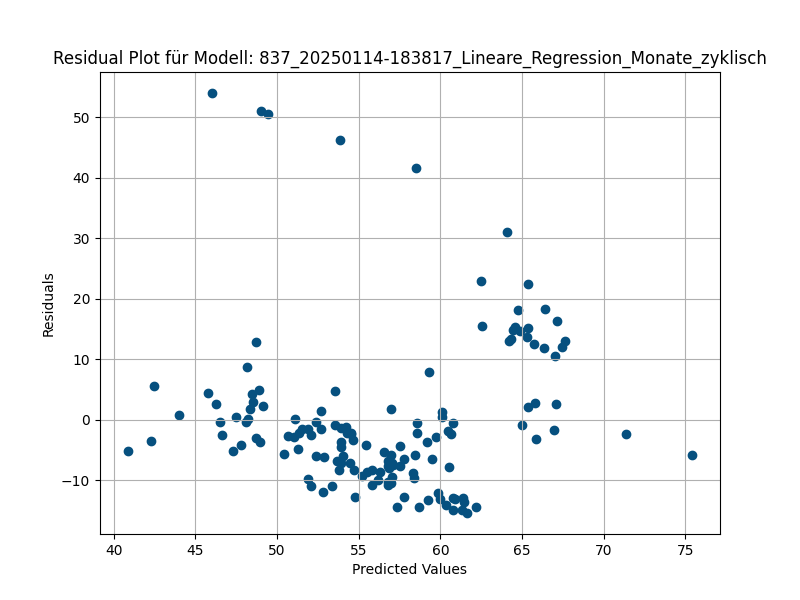 Residual Plot für Modell: 837_20250114-183817_Lineare_Regression_Monate_zyklisch
50
40
30
20
10
0
−10
Residuals
40 45 50 55 60 65 70 75
Predicted Values